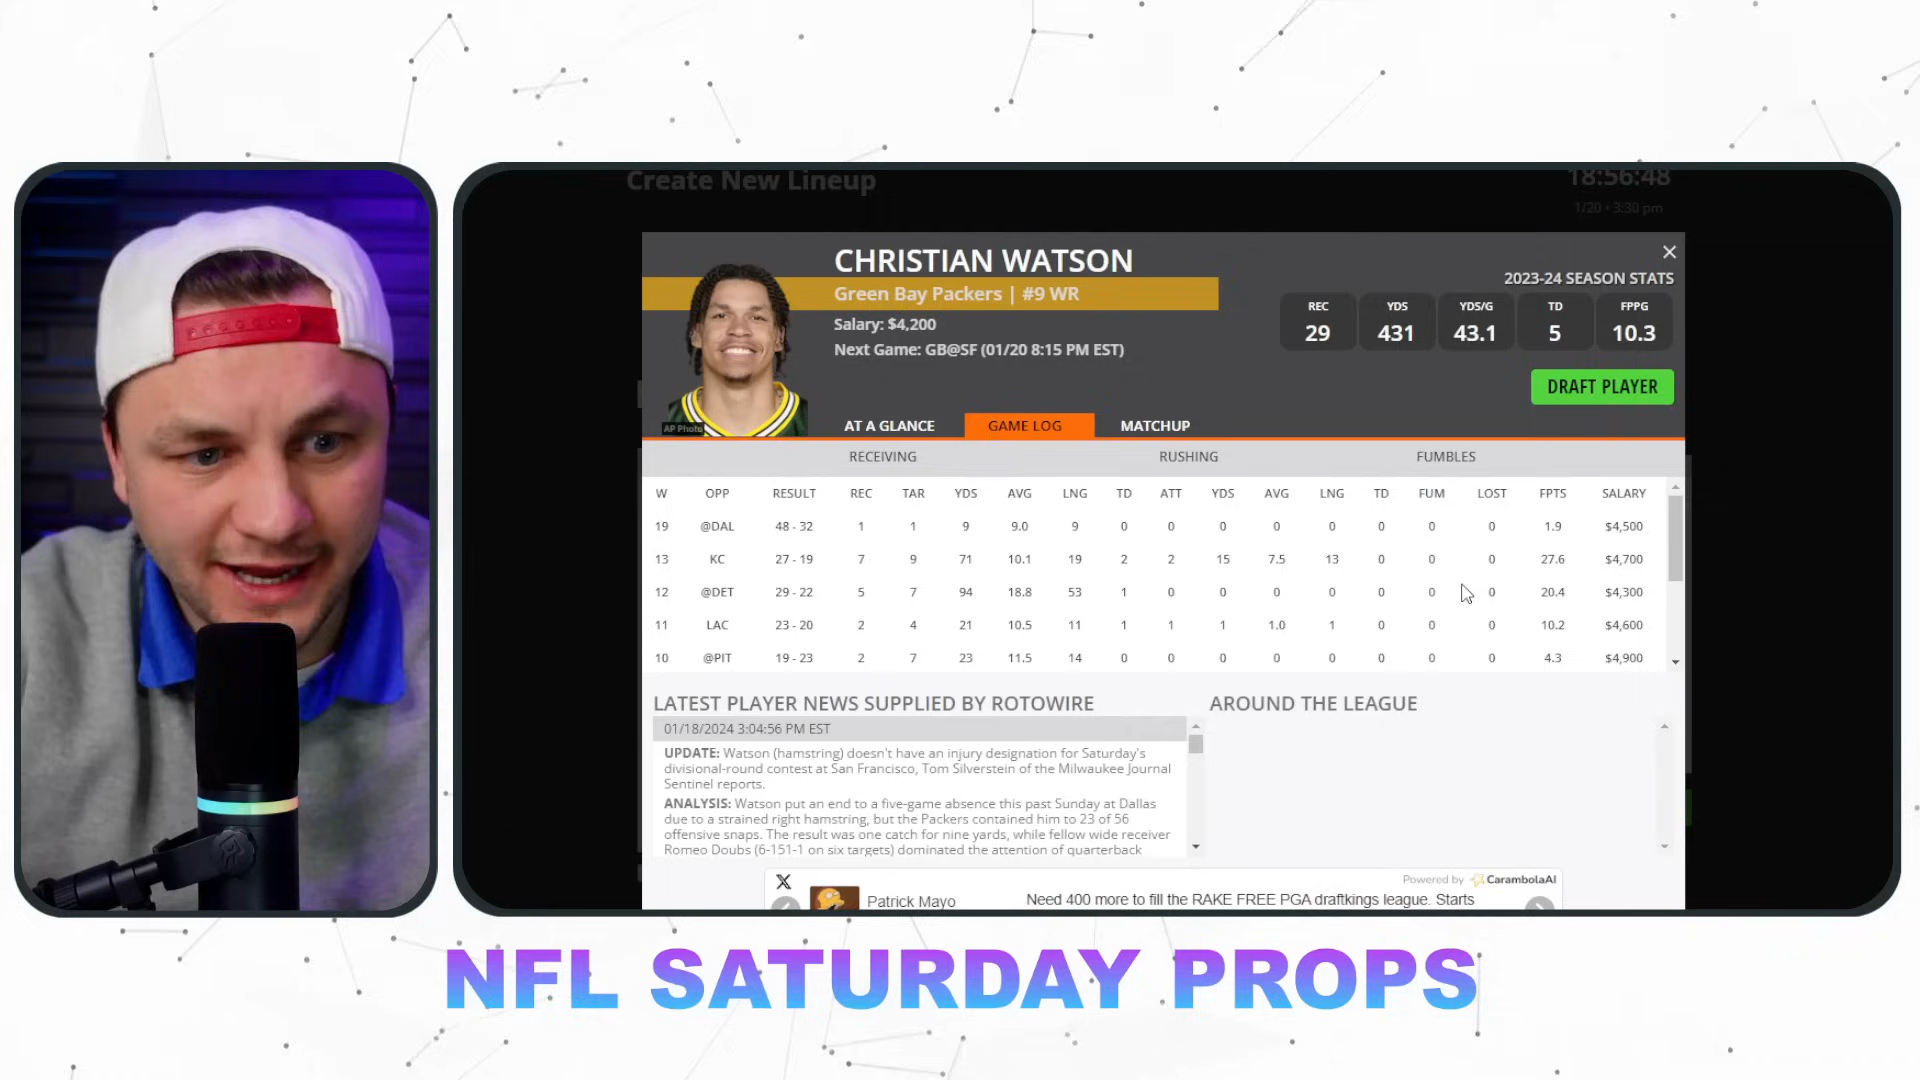 Create New Lineup
18:56:48
1/20 • 3:30 pm
CHRISTIAN WATSON
Green Bay Packers | #9 WR
Salary: $4,200
Next Game: GB@SF (01/20 8:15 PM EST)
2023-24 SEASON STATS
REC YDS YDS/G TD FPPG
29 431 43.1 5 10.3
DRAFT PLAYER
AP Photo
AT A GLANCE GAME LOG MATCHUP
RECEIVING RUSHING FUMBLES
W OPP RESULT REC TAR YDS AVG LNG TD ATT YDS AVG LNG TD FUM LOST FPTS SALARY
19 @DAL 48 - 32 1 1 9 9.0 9 0 0 0 0 0 0 0 0 1.9 $4,500
13 KC 27 - 19 7 9 71 10.1 19 2 2 15 7.5 13 0 0 0 27.6 $4,700
12 @DET 29 - 22 5 7 94 18.8 53 1 0 0 0 0 0 0 0 20.4 $4,300
11 LAC 23 - 20 2 4 21 10.5 11 1 1 1 1.0 1 0 0 0 10.2 $4,600
10 @PIT 19 - 23 2 7 23 11.5 14 0 0 0 0 0 0 0 0 4.3 $4,900
LATEST PLAYER NEWS SUPPLIED BY ROTOWIRE
01/18/2024 3:04:56 PM EST
UPDATE: Watson (hamstring) doesn't have an injury designation for Saturday's
divisional-round contest at San Francisco, Tom Silverstein of the Milwaukee Journal
Sentinel reports.
ANALYSIS: Watson put an end to a five-game absence this past Sunday at Dallas
due to a strained right hamstring, but the Packers contained him to 23 of 56
offensive snaps. The result was one catch for nine yards, while fellow wide receiver
Romeo Doubs (6-151-1 on six targets) dominated the attention of quarterback
AROUND THE LEAGUE
Powered by CarambolaAI
Patrick Mayo
Need 400 more to fill the RAKE FREE PGA draftkings league. Starts
NFL SATURDAY PROPS